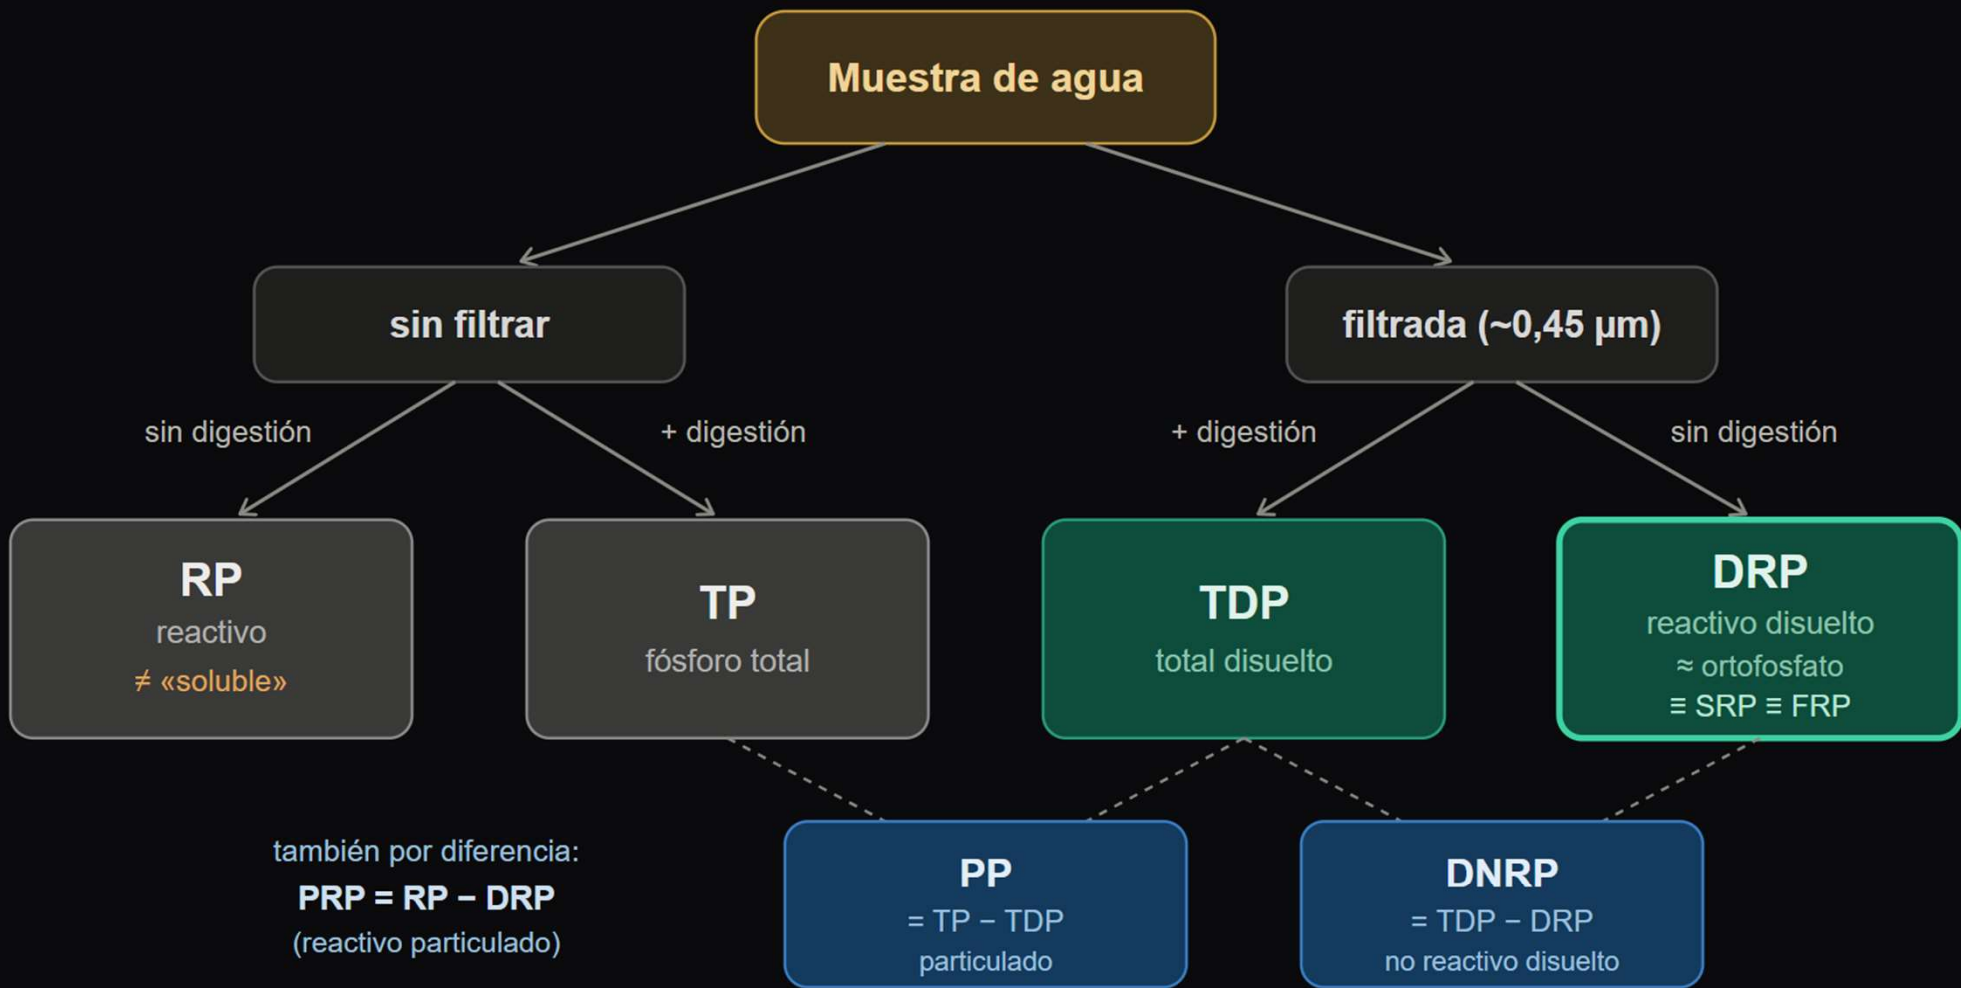 Muestra de agua
sin filtrar
filtrada (~0,45 µm)
sin digestión
+ digestión
+ digestión
sin digestión
RP
reactivo
≠ «soluble»
TP
fósforo total
TDP
total disuelto
DRP
reactivo disuelto
≈ ortofosfato
≡ SRP ≡ FRP
también por diferencia:
PRP = RP − DRP
(reactivo particulado)
PP
= TP − TDP
particulado
DNRP
= TDP − DRP
no reactivo disuelto